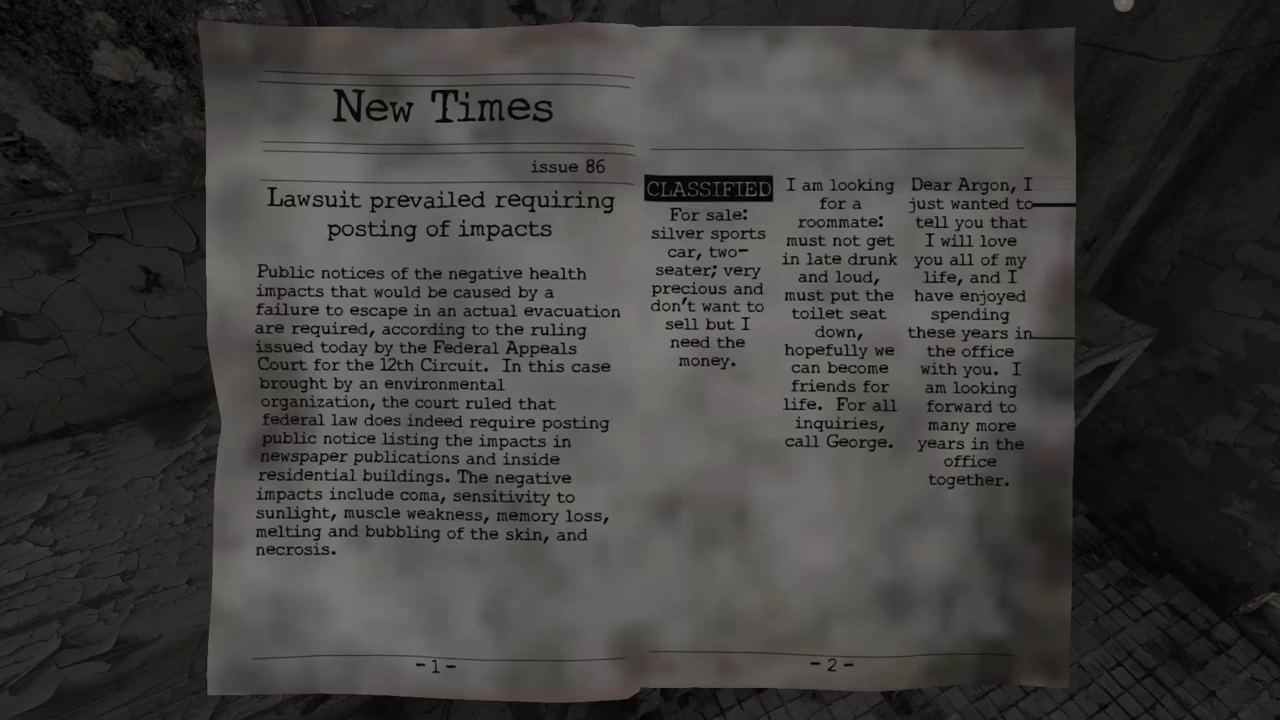 New Times
issue 86
Lawsuit prevailed requiring
posting of impacts
Public notices of the negative health
impacts that would be caused by a
failure to escape in an actual evacuation
are required, according to the ruling
issued today by the Federal Appeals
Court for the 12th Circuit. In this case
brought by an environmental
organization, the court ruled that
federal law does indeed require posting
public notice listing the impacts in
newspaper publications and inside
residential buildings. The negative
impacts include coma, sensitivity to
sunlight, muscle weakness, memory loss,
melting and bubbling of the skin, and
necrosis.
-1-
CLASSIFIED
For sale:
silver sports
car, two-
seater; very
precious and
don't want to
sell but I
need the
money.
I am looking
for a
roommate:
must not get
in late drunk
and loud,
must put the
toilet seat
down,
hopefully we
can become
friends for
life. For all
inquiries,
call George.
Dear Argon, I
just wanted to
tell you that
I will love
you all of my
life, and I
have enjoyed
spending
these years in
the office
with you. I
am looking
forward to
many more
years in the
office
together.
-2-